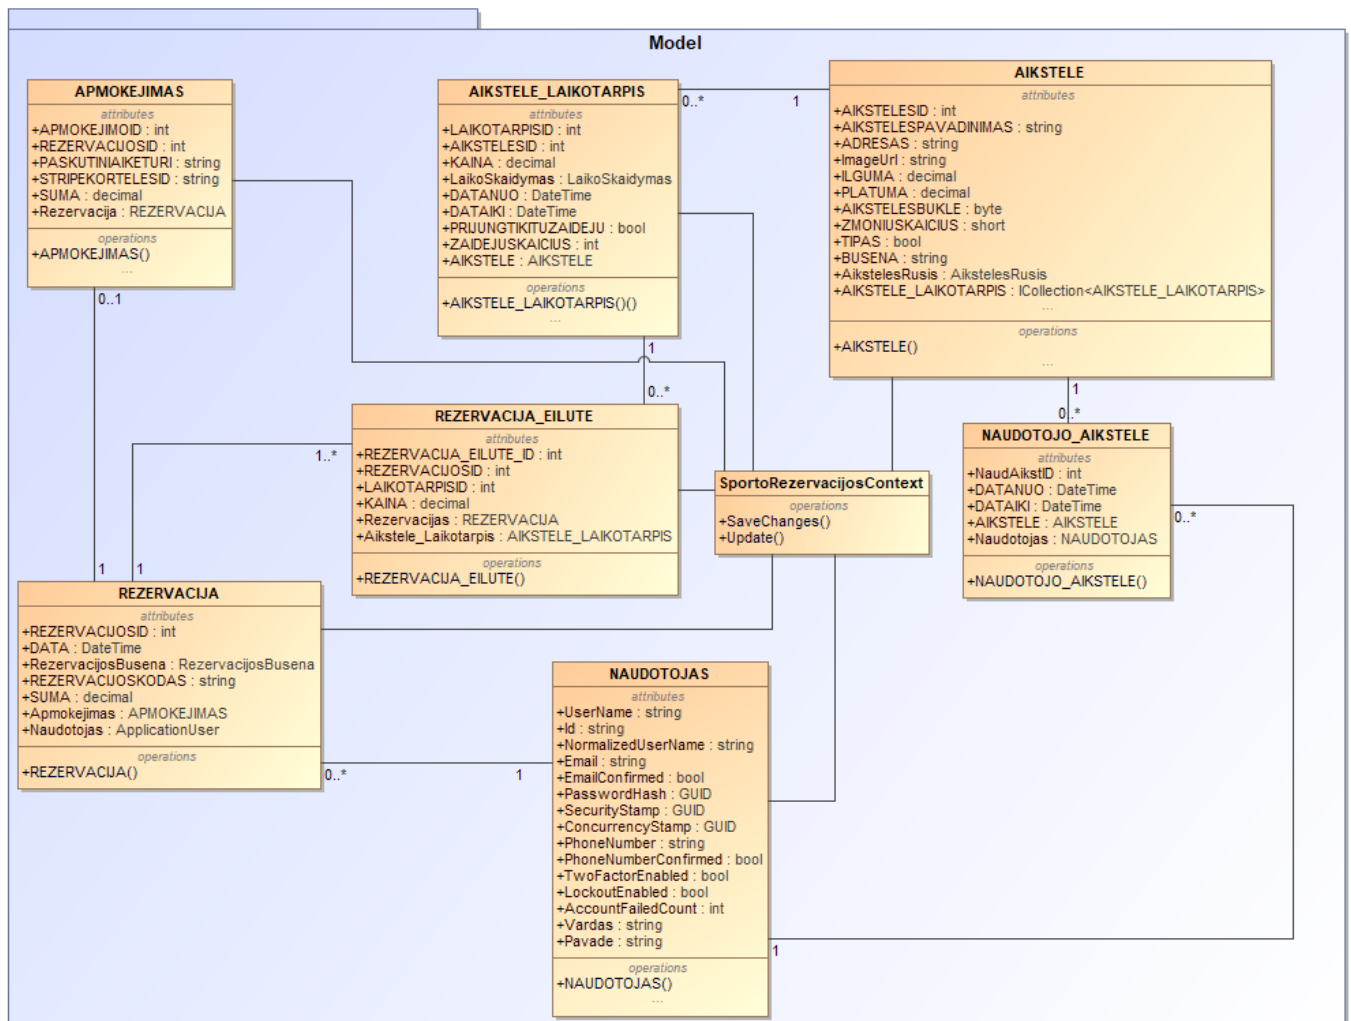 Model
APMOKEJIMAS
attributes
+APMOKEJIMOID : int
+REZERVACIJOSID : int
+PASKUTINIAIKETURI : string
+STRIPEKORTELESID : string
+SUMA : decimal
+Rezervacija : REZERVACIJA
operations
+APMOKEJIMAS()
...
AIKSTELE_LAIKOTARPIS
attributes
+LAIKOTARPISID : int
+AIKSTELESID : int
+KAINA : decimal
+LaikoSkaidymas : LaikoSkaidymas
+DATANUO : DateTime
+DATAIKI : DateTime
+PRIJUNGTIKITUZAIDEJU : bool
+ZAIDEJUSKAICIUS : int
+AIKSTELE : AIKSTELE
operations
+AIKSTELE_LAIKOTARPIS()()
...
0..*
1
AIKSTELE
attributes
+AIKSTELESID : int
+AIKSTELESPAVADINIMAS : string
+ADRESAS : string
+ImageUrl : string
+ILGUMA : decimal
+PLATUMA : decimal
+AIKSTELESBUKLE : byte
+ZMONIUSKAICIUS : short
+TIPAS : bool
+BUSENA : string
+AikstelesRusis : AikstelesRusis
+AIKSTELE_LAIKOTARPIS : ICollection<AIKSTELE_LAIKOTARPIS>
...
operations
+AIKSTELE()
...
0..1
1
0..*
1
0..*
REZERVACIJA_EILUTE
attributes
+REZERVACIJA_EILUTE_ID : int
+REZERVACIJOSID : int
+LAIKOTARPISID : int
+KAINA : decimal
+Rezervacijas : REZERVACIJA
+Aikstele_Laikotarpis : AIKSTELE_LAIKOTARPIS
operations
+REZERVACIJA_EILUTE()
1..*
SportoRezervacijosContext
operations
+SaveChanges()
+Update()
NAUDOTOJO_AIKSTELE
attributes
+NaudAikstID : int
+DATANUO : DateTime
+DATAIKI : DateTime
+AIKSTELE : AIKSTELE
+Naudotojas : NAUDOTOJAS
operations
+NAUDOTOJO_AIKSTELE()
0..*
1
1
REZERVACIJA
attributes
+REZERVACIJOSID : int
+DATA : DateTime
+RezervacijosBusena : RezervacijosBusena
+REZERVACIJOSKODAS : string
+SUMA : decimal
+Apmokejimas : APMOKEJIMAS
+Naudotojas : ApplicationUser
operations
+REZERVACIJA()
0..*
1
NAUDOTOJAS
attributes
+UserName : string
+Id : string
+NormalizedUserName : string
+Email : string
+EmailConfirmed : bool
+PasswordHash : GUID
+SecurityStamp : GUID
+ConcurrencyStamp : GUID
+PhoneNumber : string
+PhoneNumberConfirmed : bool
+TwoFactorEnabled : bool
+LockoutEnabled : bool
+AccountFailedCount : int
+Vardas : string
+Pavade : string
operations
+NAUDOTOJAS()
...
1